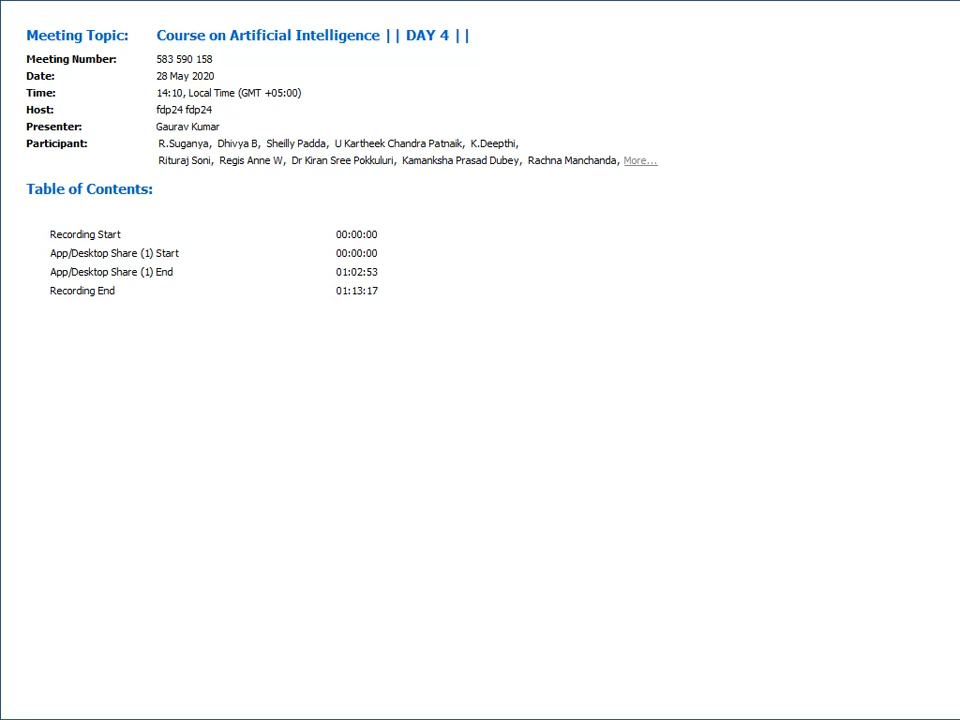 Meeting Topic: Course on Artificial Intelligence || DAY 4 ||
Meeting Number: 583 590 158
Date: 28 May 2020
Time: 14:10, Local Time (GMT +05:00)
Host: fdp24 fdp24
Presenter: Gaurav Kumar
Participant: R.Suganya, Dhivya B, Sheilly Padda, U Kartheek Chandra Patnaik, K.Deepthi,
Rituraj Soni, Regis Anne W, Dr Kiran Sree Pokkuluri, Kamanksha Prasad Dubey, Rachna Manchanda, More...
Table of Contents:
Recording Start 00:00:00
App/Desktop Share (1) Start 00:00:00
App/Desktop Share (1) End 01:02:53
Recording End 01:13:17